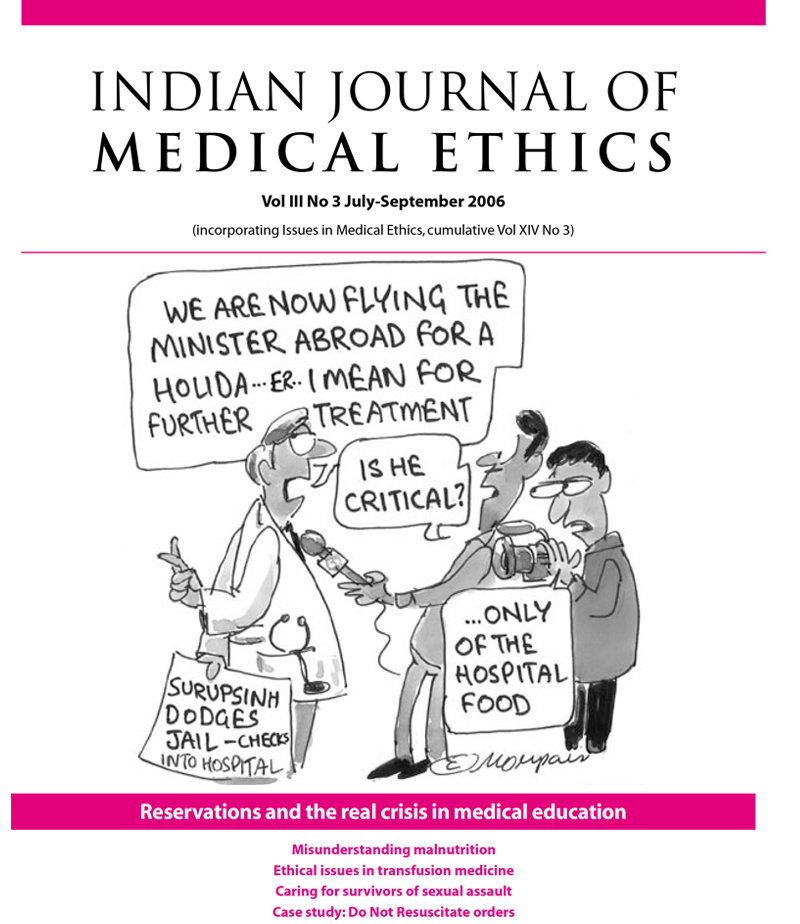 INDIAN JOURNAL OF
MEDICAL ETHICS
Vol III No 3 July-September 2006
(incorporating Issues in Medical Ethics, cumulative Vol XIV No 3)
WE ARE NOW FLYING THE
MINISTER ABROAD FOR A
HOLIDA... ER.. I MEAN FOR
FURTHER TREATMENT
IS HE
CRITICAL?
...ONLY
OF THE
HOSPITAL
FOOD
SURUPSINH
DODGES
JAIL - CHECKS
INTO HOSPITAL
Reservations and the real crisis in medical education
Misunderstanding malnutrition
Ethical issues in transfusion medicine
Caring for survivors of sexual assault
Case study: Do Not Resuscitate orders